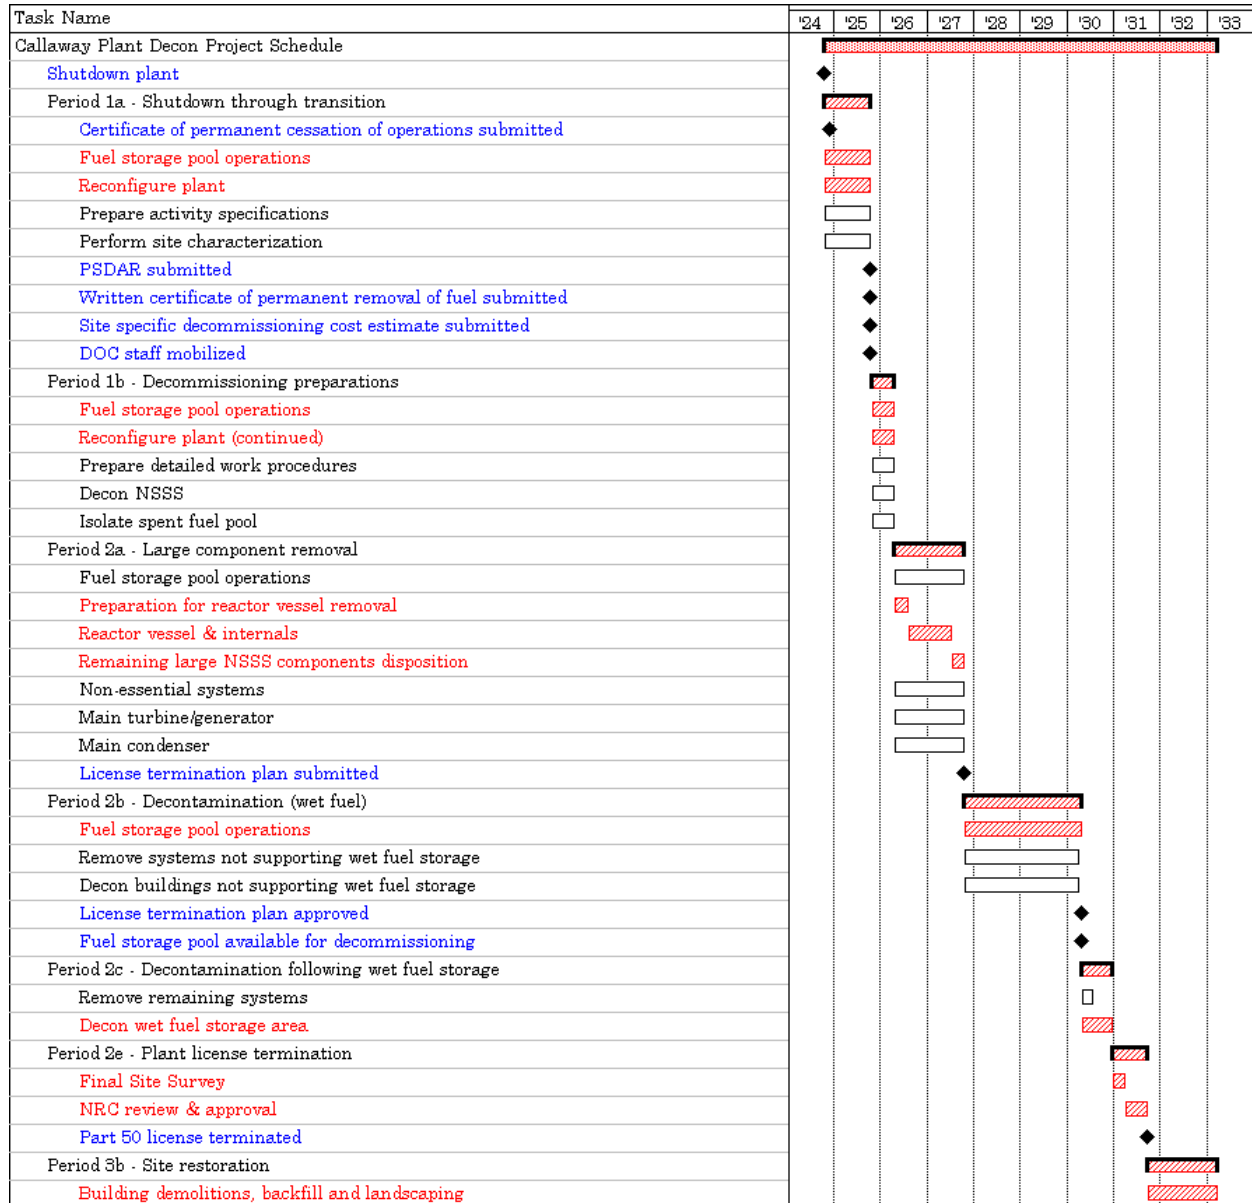 Task Name '24 '25 '26 '27 '28 '29 '30 '31 '32 '33
Callaway Plant Decon Project Schedule
Shutdown plant
Period 1a - Shutdown through transition
Certificate of permanent cessation of operations submitted
Fuel storage pool operations
Reconfigure plant
Prepare activity specifications
Perform site characterization
PSDAR submitted
Written certificate of permanent removal of fuel submitted
Site specific decommissioning cost estimate submitted
DOC staff mobilized
Period 1b - Decommissioning preparations
Fuel storage pool operations
Reconfigure plant (continued)
Prepare detailed work procedures
Decon NSSS
Isolate spent fuel pool
Period 2a - Large component removal
Fuel storage pool operations
Preparation for reactor vessel removal
Reactor vessel & internals
Remaining large NSSS components disposition
Non-essential systems
Main turbine/generator
Main condenser
License termination plan submitted
Period 2b - Decontamination (wet fuel)
Fuel storage pool operations
Remove systems not supporting wet fuel storage
Decon buildings not supporting wet fuel storage
License termination plan approved
Fuel storage pool available for decommissioning
Period 2c - Decontamination following wet fuel storage
Remove remaining systems
Decon wet fuel storage area
Period 2e - Plant license termination
Final Site Survey
NRC review & approval
Part 50 license terminated
Period 3b - Site restoration
Building demolitions, backfill and landscaping